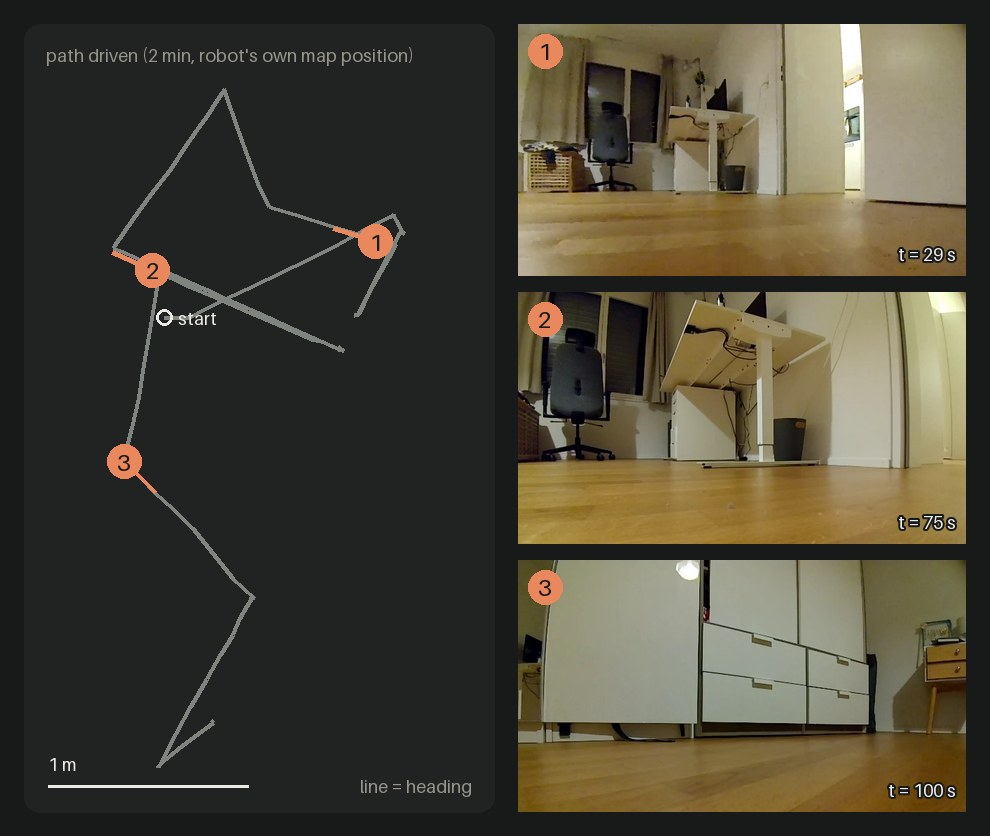 path driven (2 min, robot's own map position)
1
2
start
3
1 m
line = heading
1
t = 29 s
2
t = 75 s
3
t = 100 s